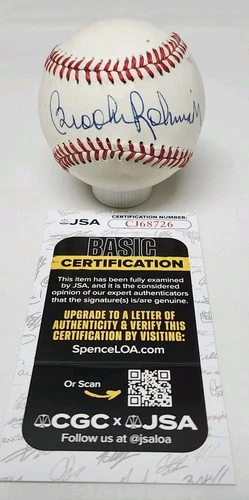 Brooks Robinson
JSA
CERTIFICATION NUMBER:
CJ68726
BASIC
CERTIFICATION
This item has been fully examined
by JSA, and it is the considered
opinion of our expert authenticators
that the signature(s) is/are genuine.
UPGRADE TO A LETTER OF
AUTHENTICITY & VERIFY THIS
CERTIFICATION BY VISITING:
SpenceLOA.com
Or Scan
CGC x JSA
Follow us at @jsaloa